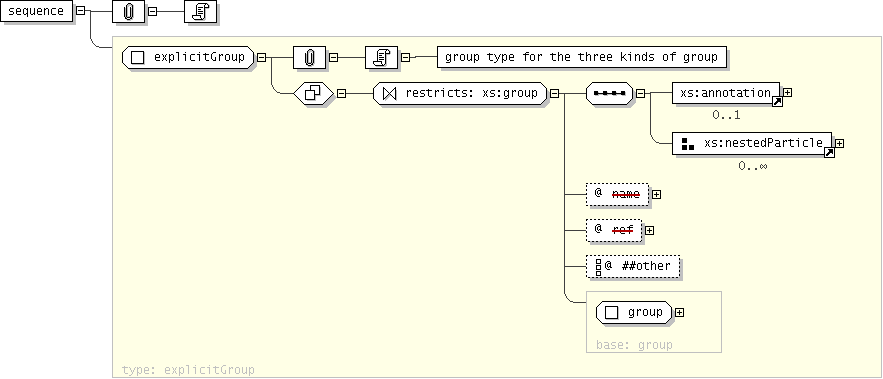 sequence
explicitGroup
group type for the three kinds of group
restricts: xs:group
xs:annotation
0..1
xs:nestedParticle
0..∞
@ name
@ ref
@ ##other
group
base: group
type: explicitGroup